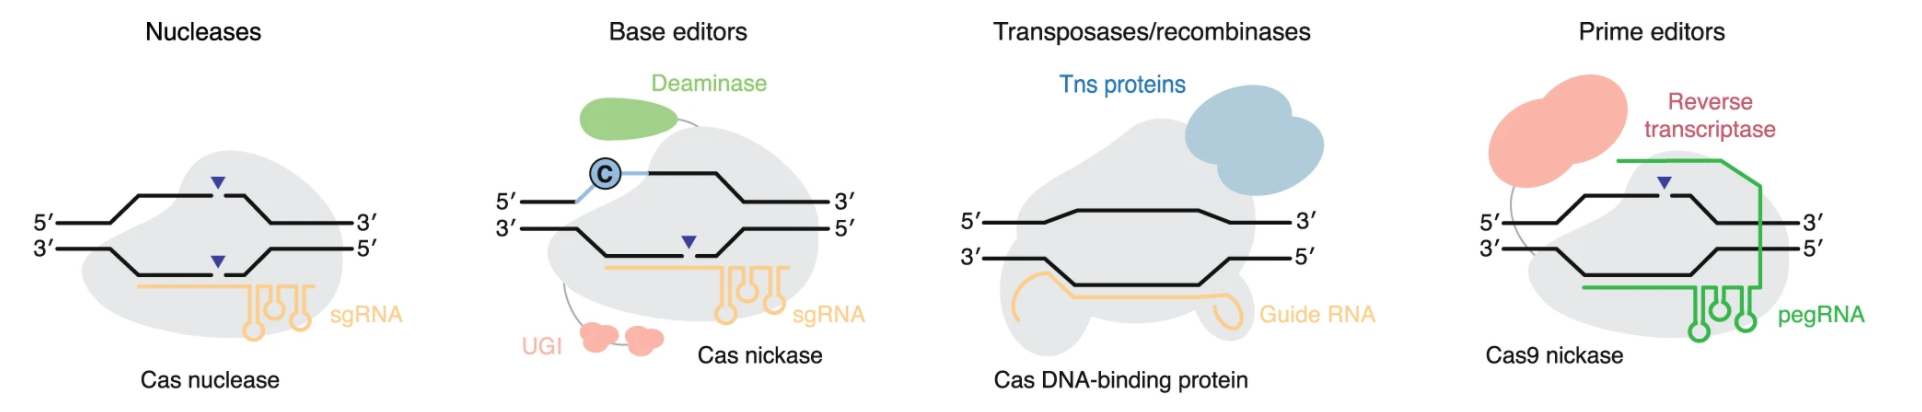 Nucleases
5′
3′
3′
5′
sgRNA
Cas nuclease
Base editors
Deaminase
C
5′
3′
3′
5′
sgRNA
UGI
Cas nickase
Transposases/recombinases
Tns proteins
5′
3′
3′
5′
Guide RNA
Cas DNA-binding protein
Prime editors
Reverse
transcriptase
5′
3′
3′
5′
pegRNA
Cas9 nickase